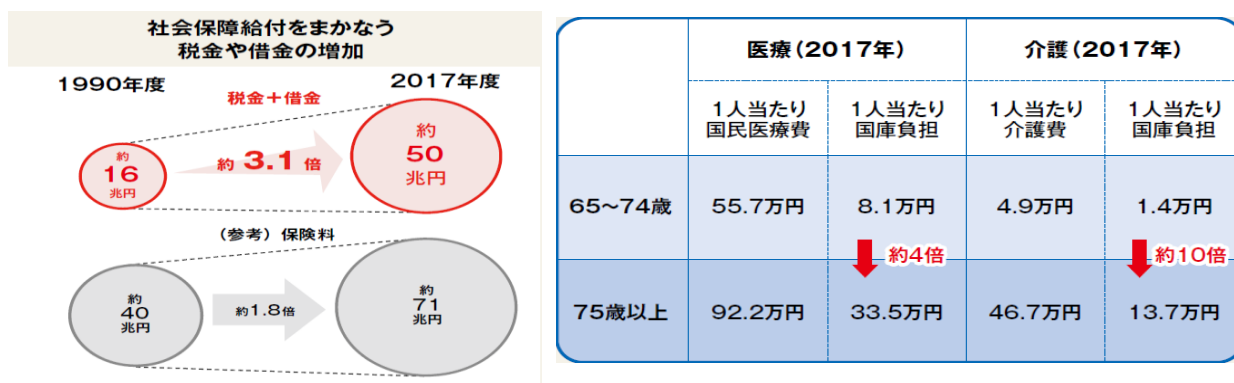 社会保障給付をまかなう
税金や借金の増加
1990年度
2017年度
税金+借金
約
16
兆円
約3.1倍
約
50
兆円
(参考)保険料
約
40
兆円
約1.8倍
約
71
兆円
医療(2017年)
介護(2017年)
1人当たり
国民医療費
1人当たり
国庫負担
1人当たり
介護費
1人当たり
国庫負担
65~74歳
55.7万円
8.1万円
4.9万円
1.4万円
約4倍
約10倍
75歳以上
92.2万円
33.5万円
46.7万円
13.7万円